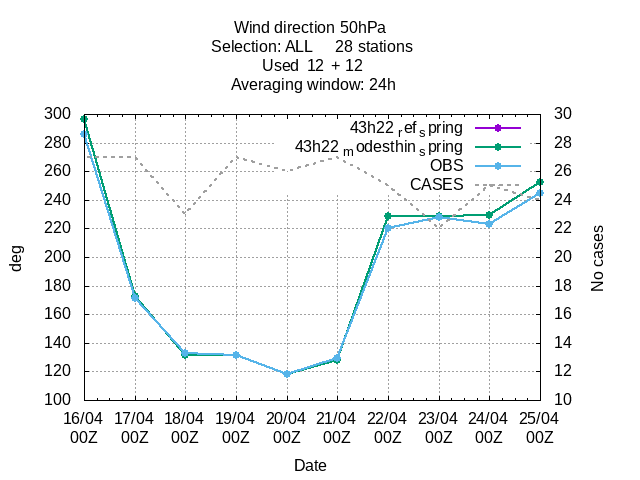 Wind direction 50hPa
Selection: ALL 28 stations
Used 12 + 12
Averaging window: 24h
300 30
280 28
260 26
240 24
220 22
200 20
180 18
160 16
140 14
120 12
100 10
43h22 ref spring
43h22 modesthin spring
OBS
CASES
deg
No cases
16/04 17/04 18/04 19/04 20/04 21/04 22/04 23/04 24/04 25/04
00Z 00Z 00Z 00Z 00Z 00Z 00Z 00Z 00Z 00Z
Date